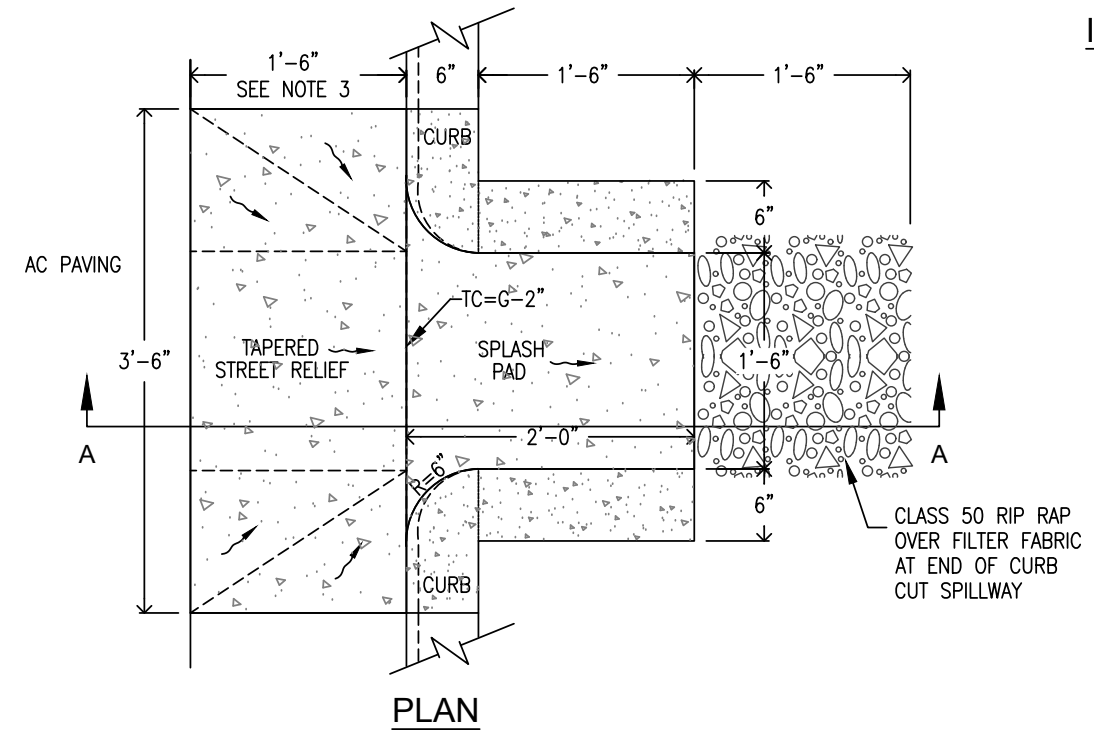 I
1'-6"
SEE NOTE 3
6"
1'-6"
1'-6"
CURB
6"
AC PAVING
TC=G-2"
3'-6"
TAPERED
STREET RELIEF
SPLASH
PAD
1'-6"
2'-0"
A
A
R=6"
6"
CURB
CLASS 50 RIP RAP
OVER FILTER FABRIC
AT END OF CURB
CUT SPILLWAY
PLAN